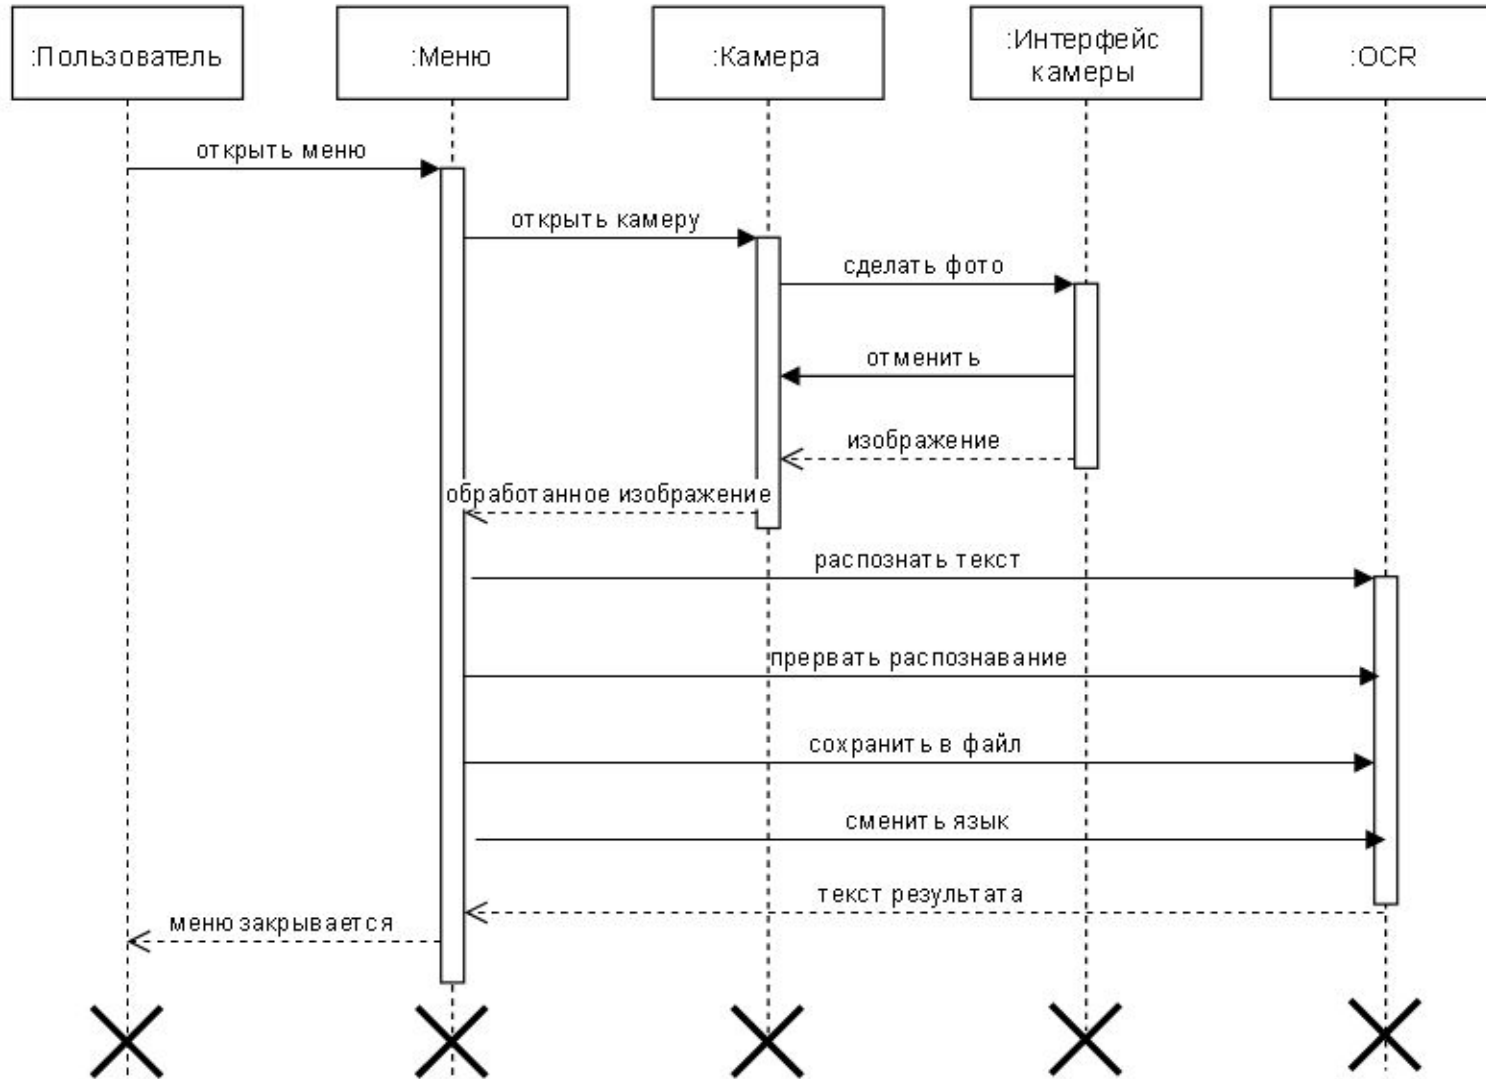 :Пользователь
:Меню
:Камера
:Интерфейс
камеры
:OCR
открыть меню
открыть камеру
сделать фото
отменить
изображение
обработанное изображение
распознать текст
прервать распознавание
сохранить в файл
сменить язык
текст результата
меню закрывается